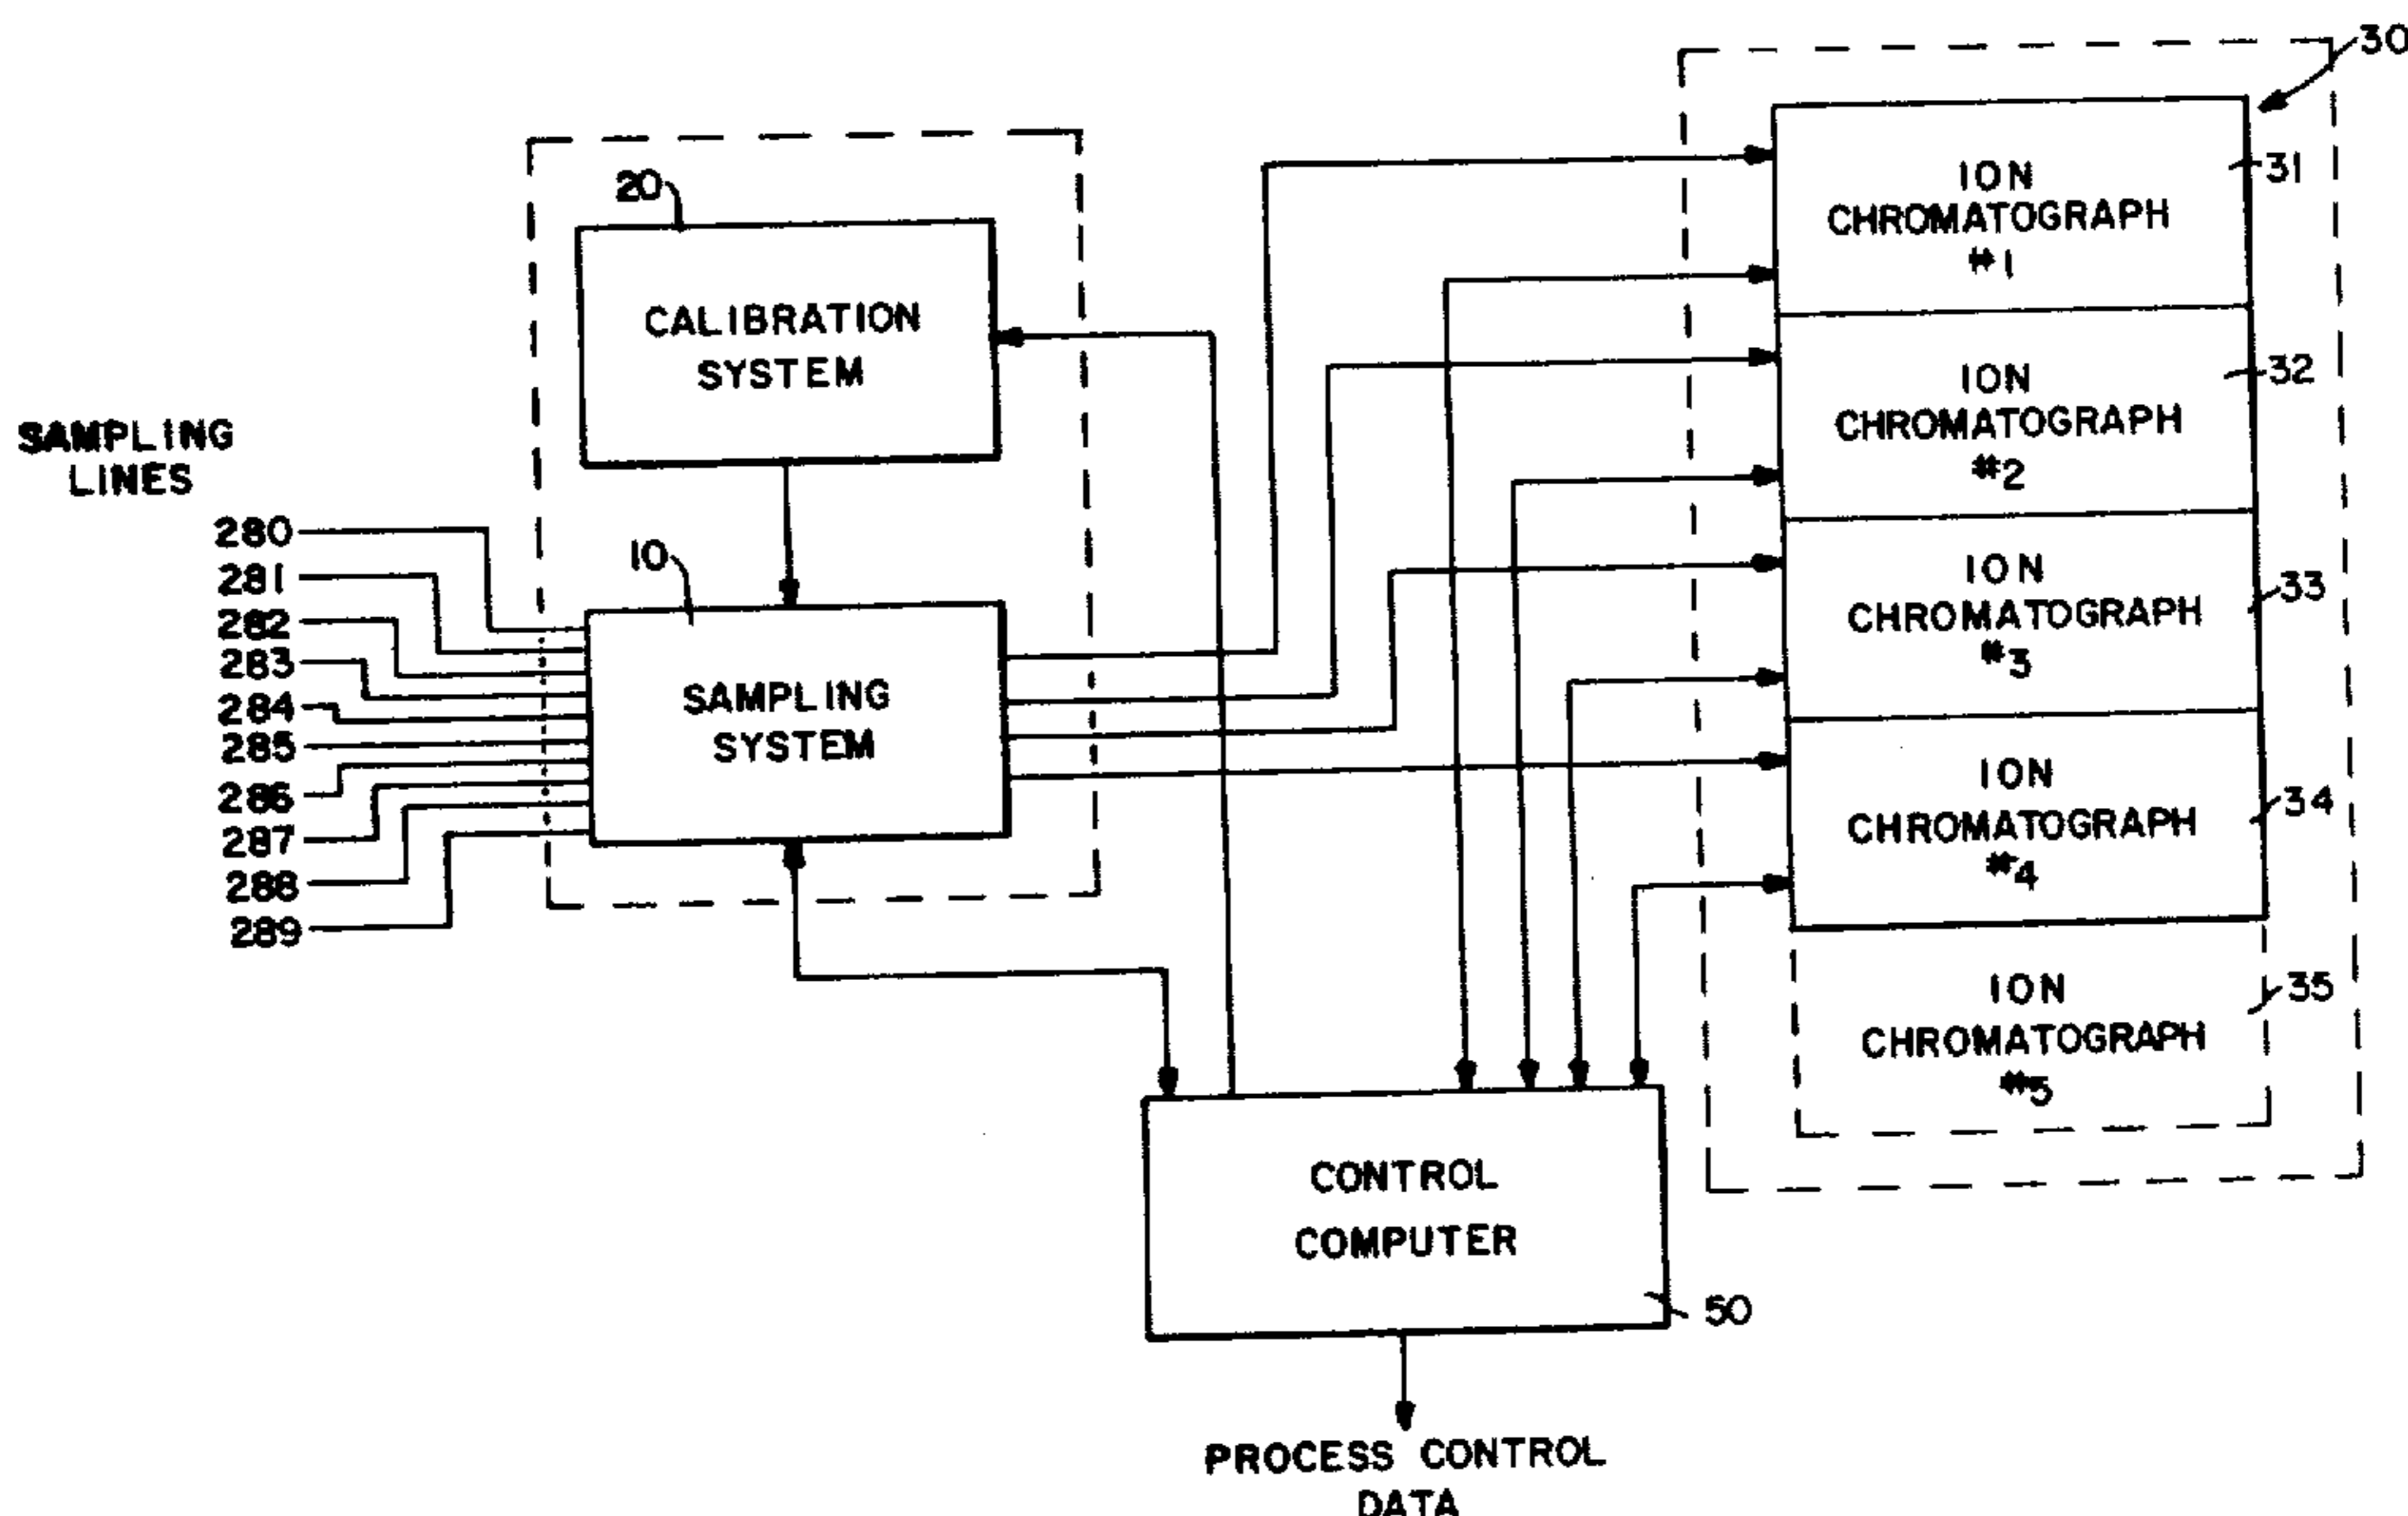 30
31
ION
CHROMATOGRAPH
#1
20
CALIBRATION
SYSTEM
32
ION
CHROMATOGRAPH
#2
SAMPLING
LINES
280
281
282
283
284
285
286
287
288
289
10
SAMPLING
SYSTEM
33
ION
CHROMATOGRAPH
#3
34
ION
CHROMATOGRAPH
#4
35
ION
CHROMATOGRAPH
#5
CONTROL
COMPUTER
50
PROCESS CONTROL
DATA